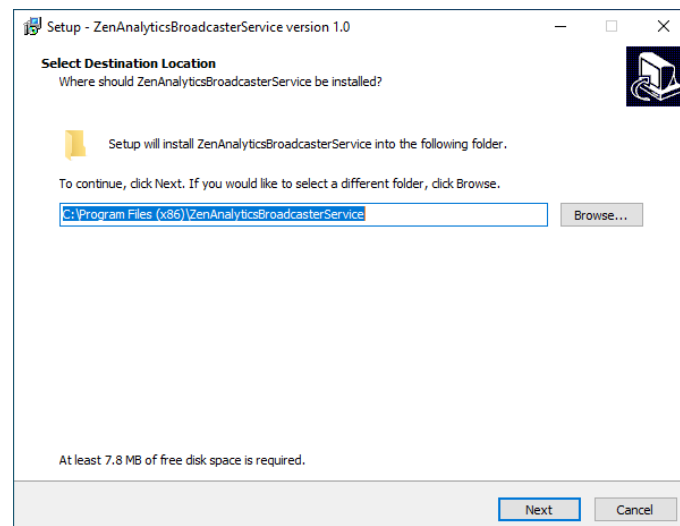 Setup - ZenAnalyticsBroadcasterService version 1.0
Select Destination Location
Where should ZenAnalyticsBroadcasterService be installed?
Setup will install ZenAnalyticsBroadcasterService into the following folder.
To continue, click Next. If you would like to select a different folder, click Browse.
C:\Program Files (x86)\ZenAnalyticsBroadcasterService
Browse...
At least 7.8 MB of free disk space is required.
Next
Cancel